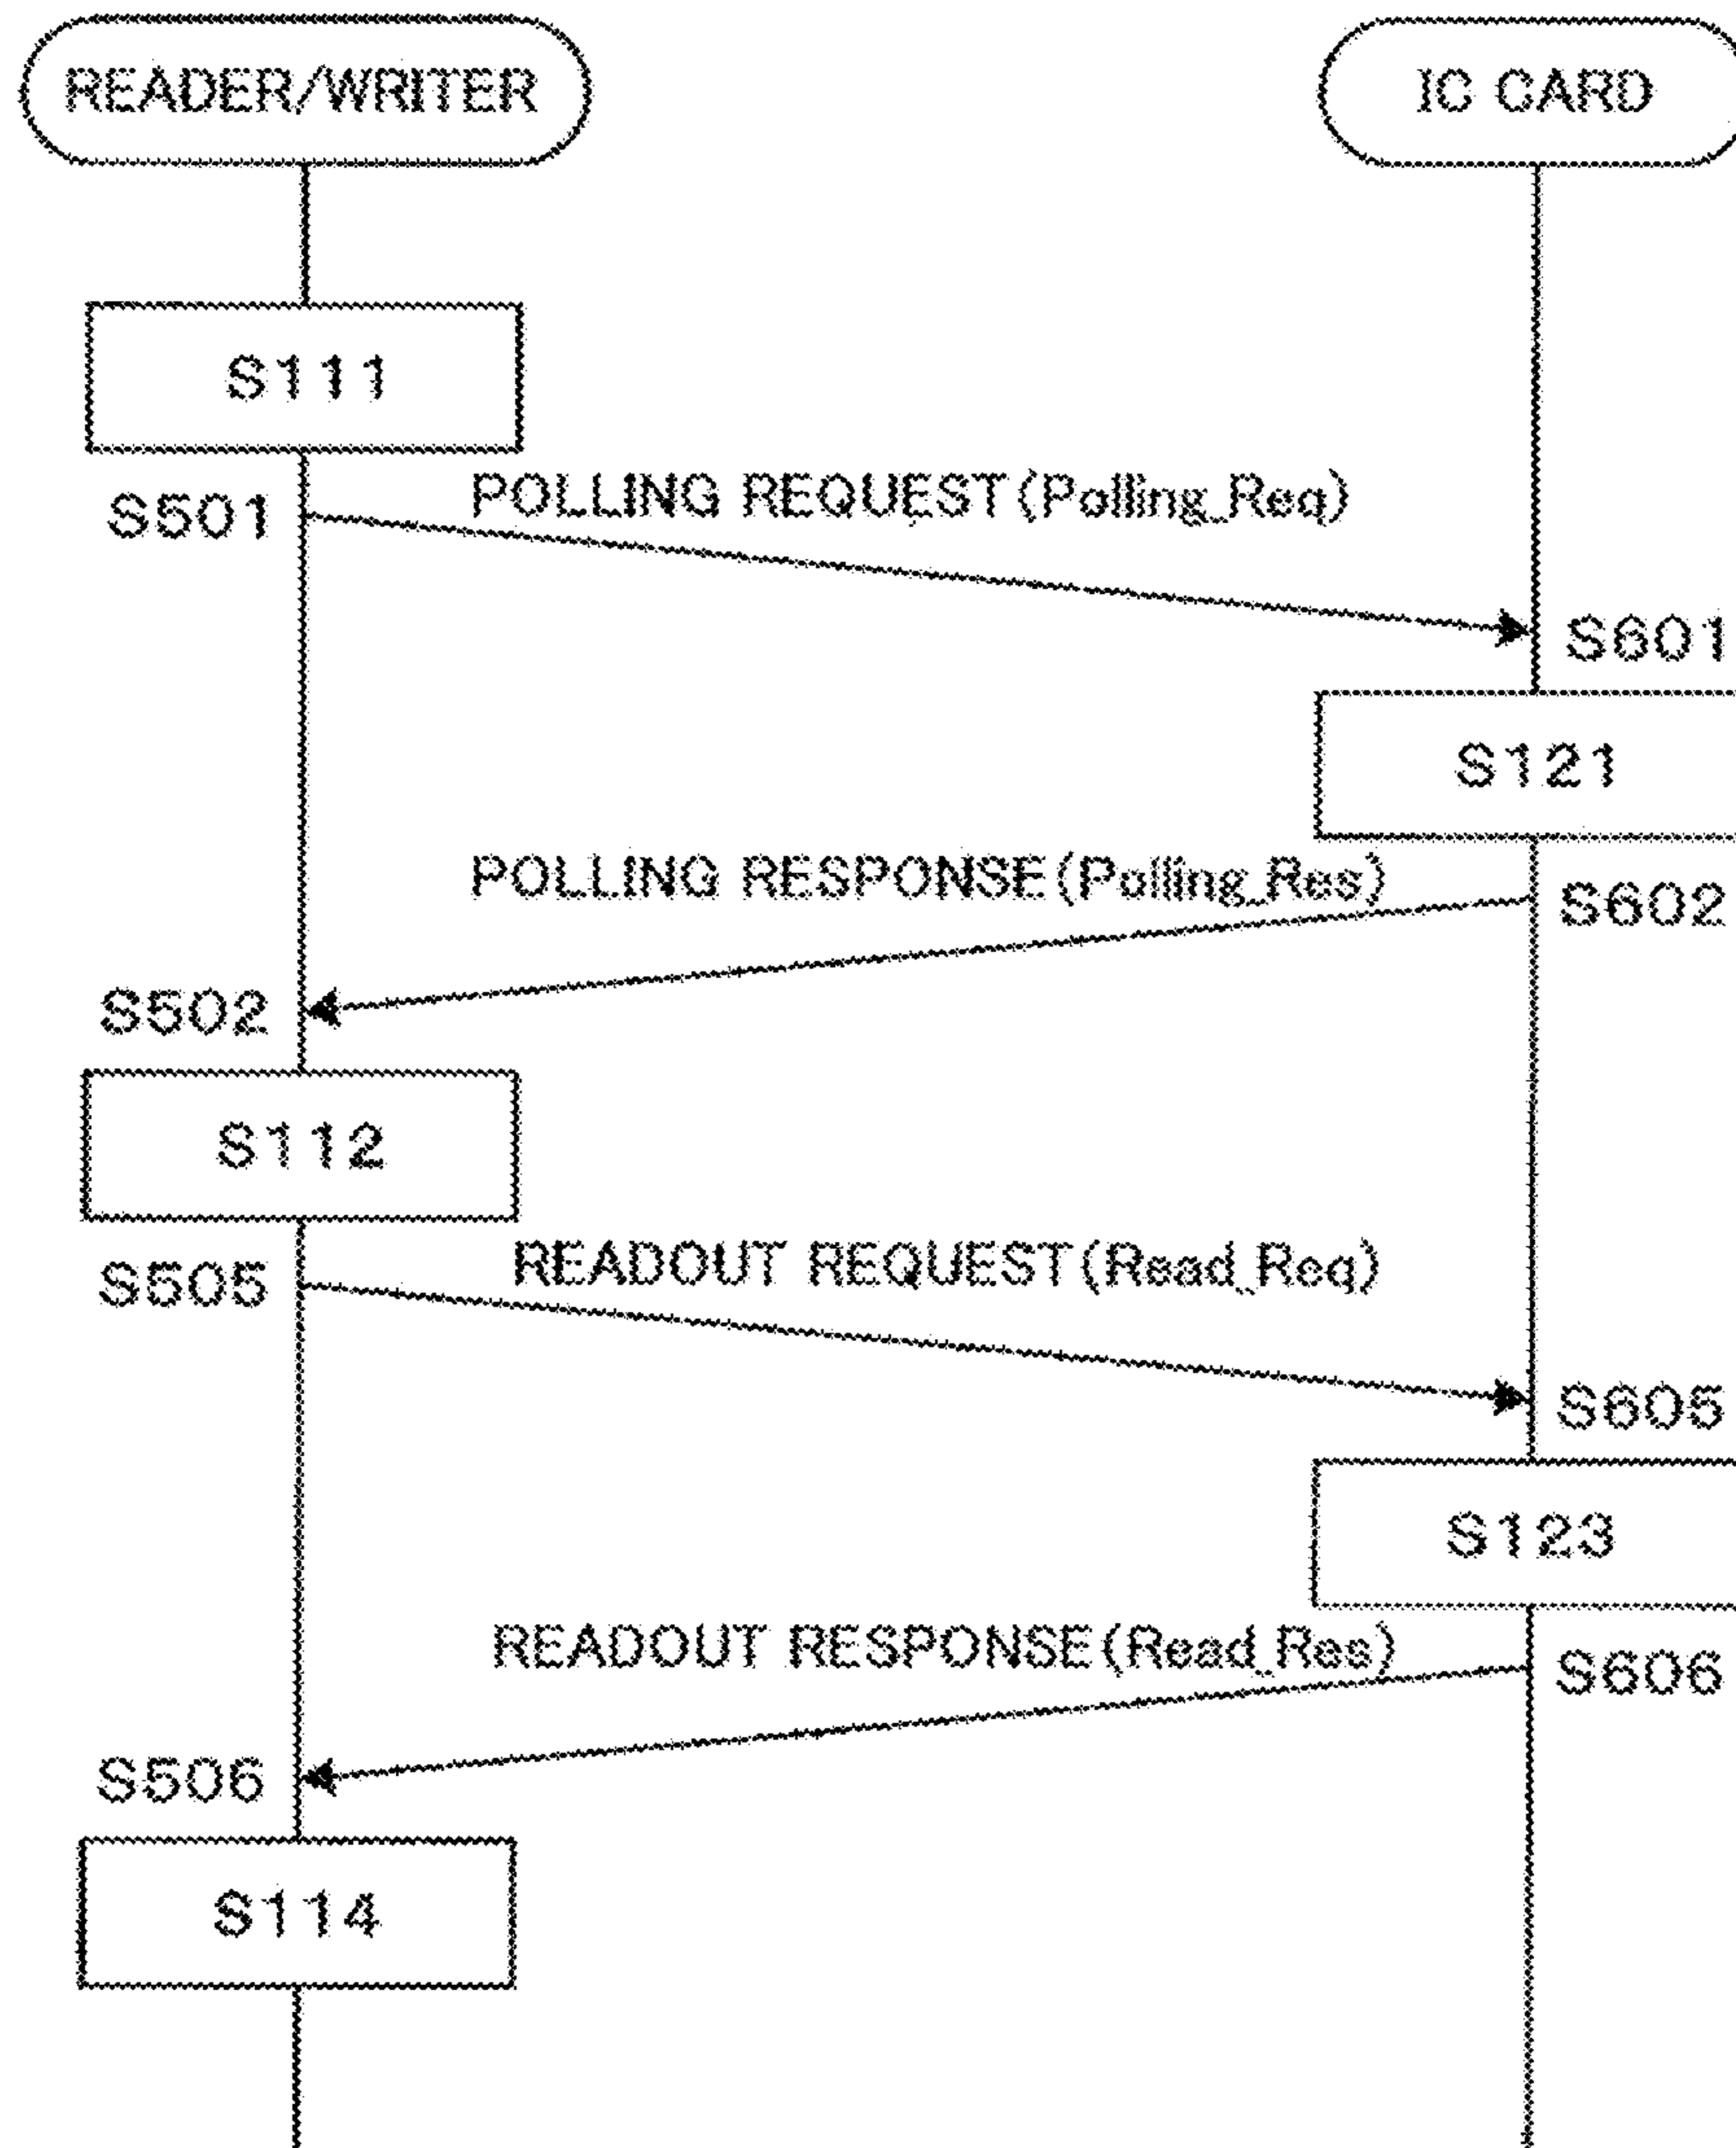 READER/WRITER
IC CARD
S111
S501
POLLING REQUEST(Polling_Req)
S601
S121
POLLING RESPONSE(Polling_Res)
S602
S502
S112
S505
READOUT REQUEST(Read_Req)
S605
S123
READOUT RESPONSE(Read_Res)
S606
S506
S114